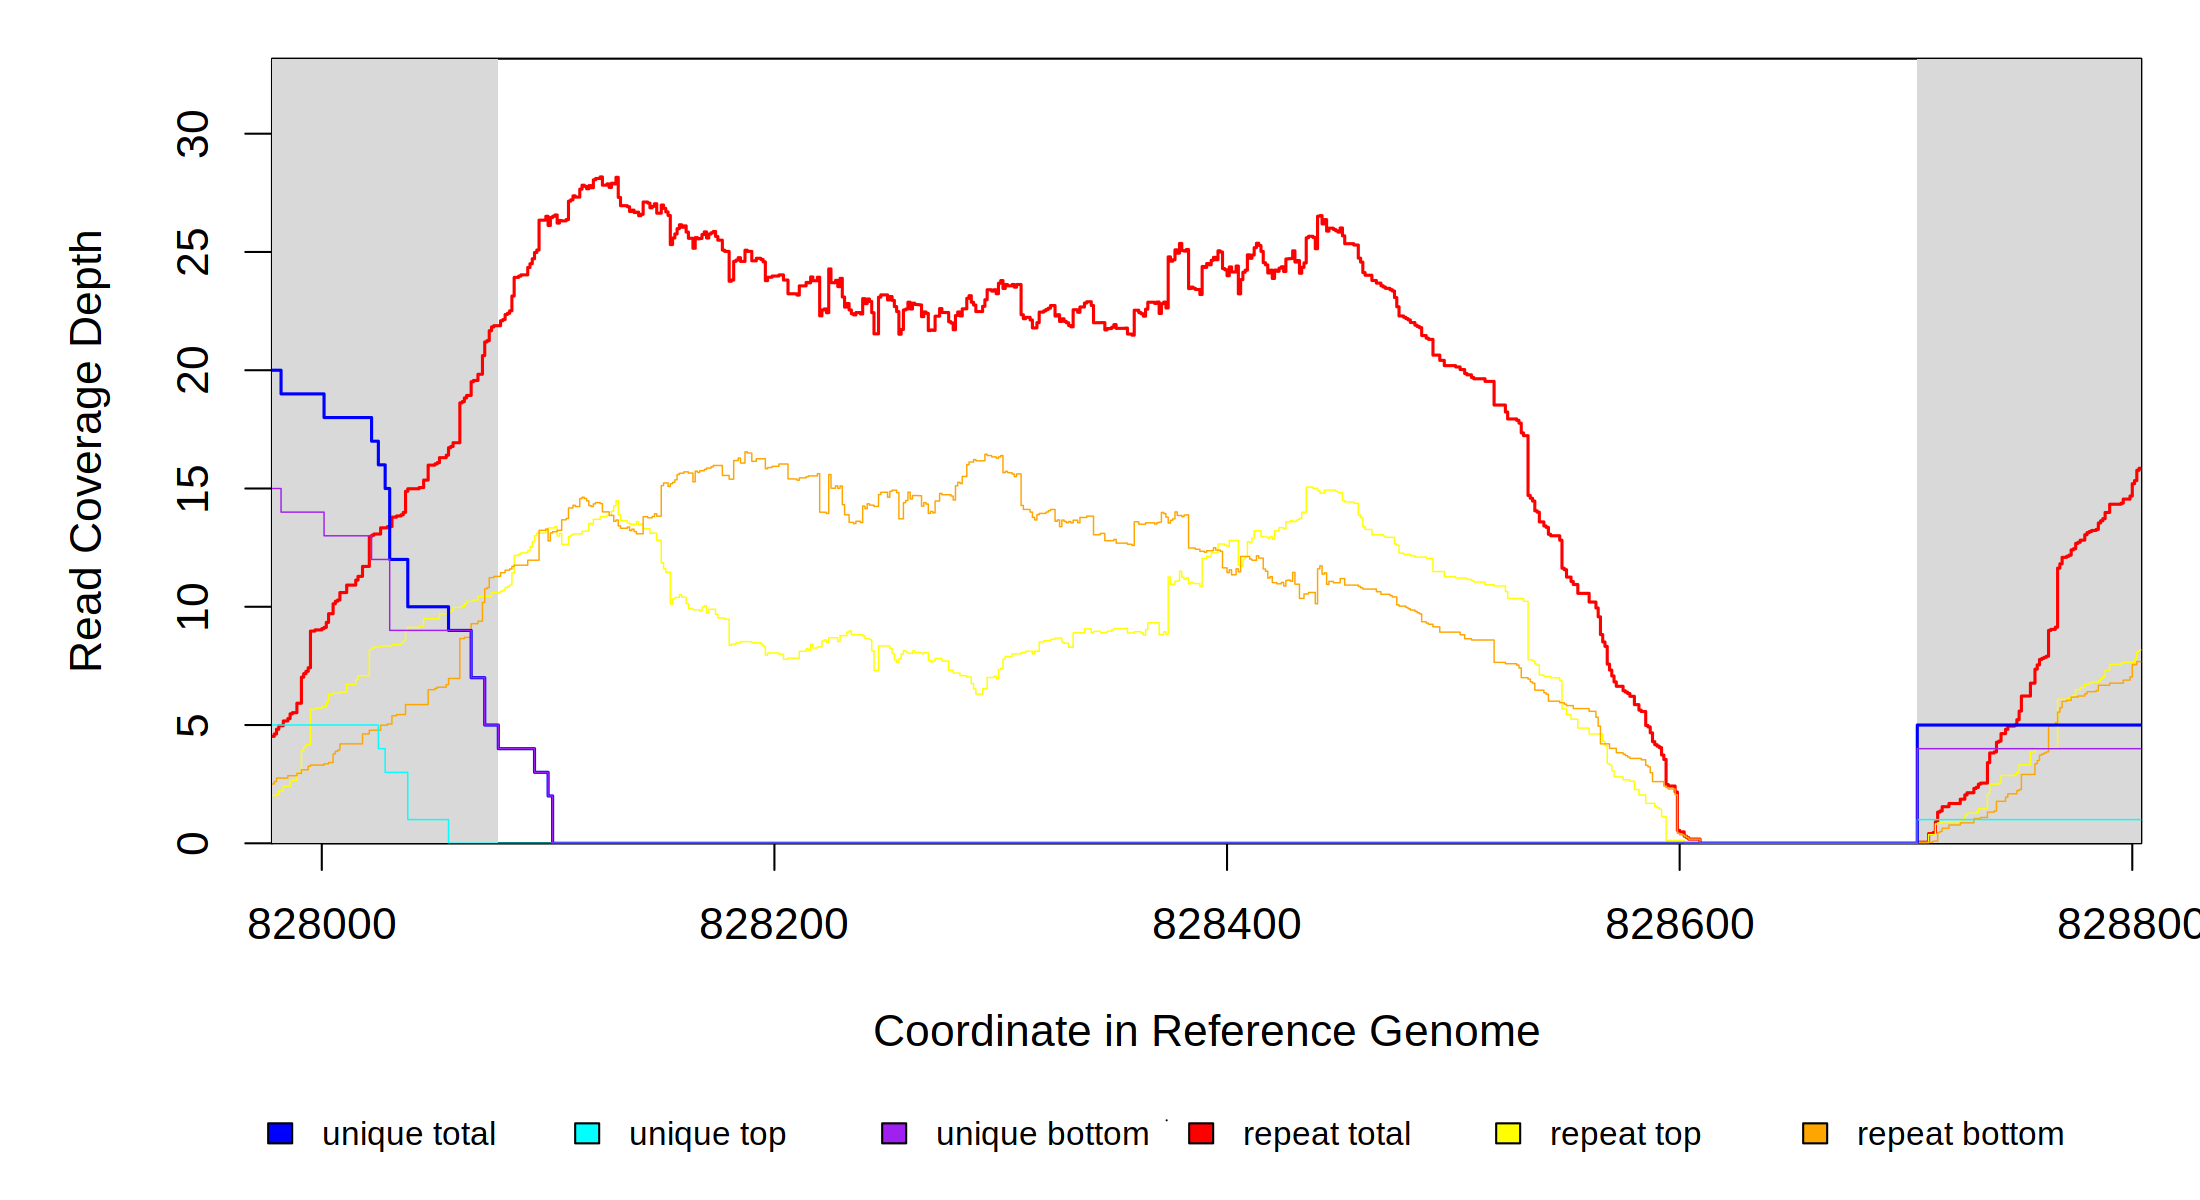 30
25
20
15
10
5
0
Read Coverage Depth
828000 828200 828400 828600 828800
Coordinate in Reference Genome
unique total unique top unique bottom repeat total repeat top repeat bottom